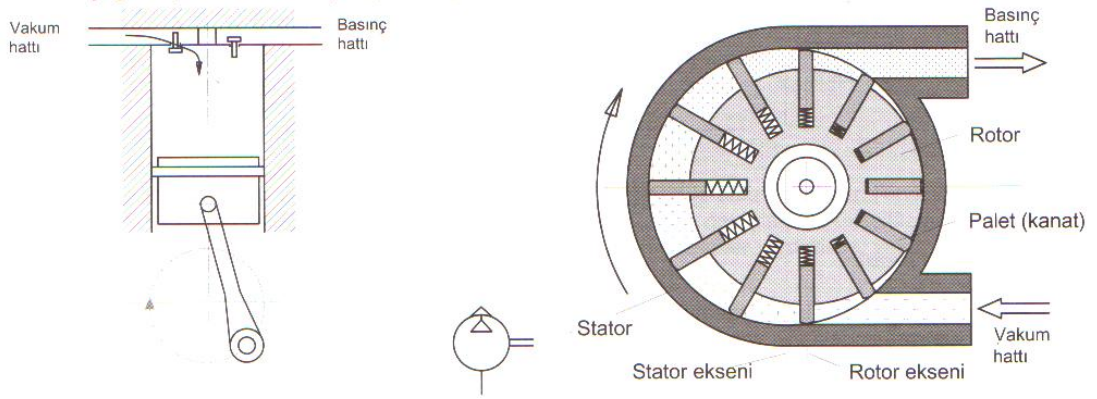 Vakum
hattı
Basınç
hattı
Basınç
hattı
Rotor
Palet (kanat)
Stator
Vakum
hattı
Stator ekseni
Rotor ekseni